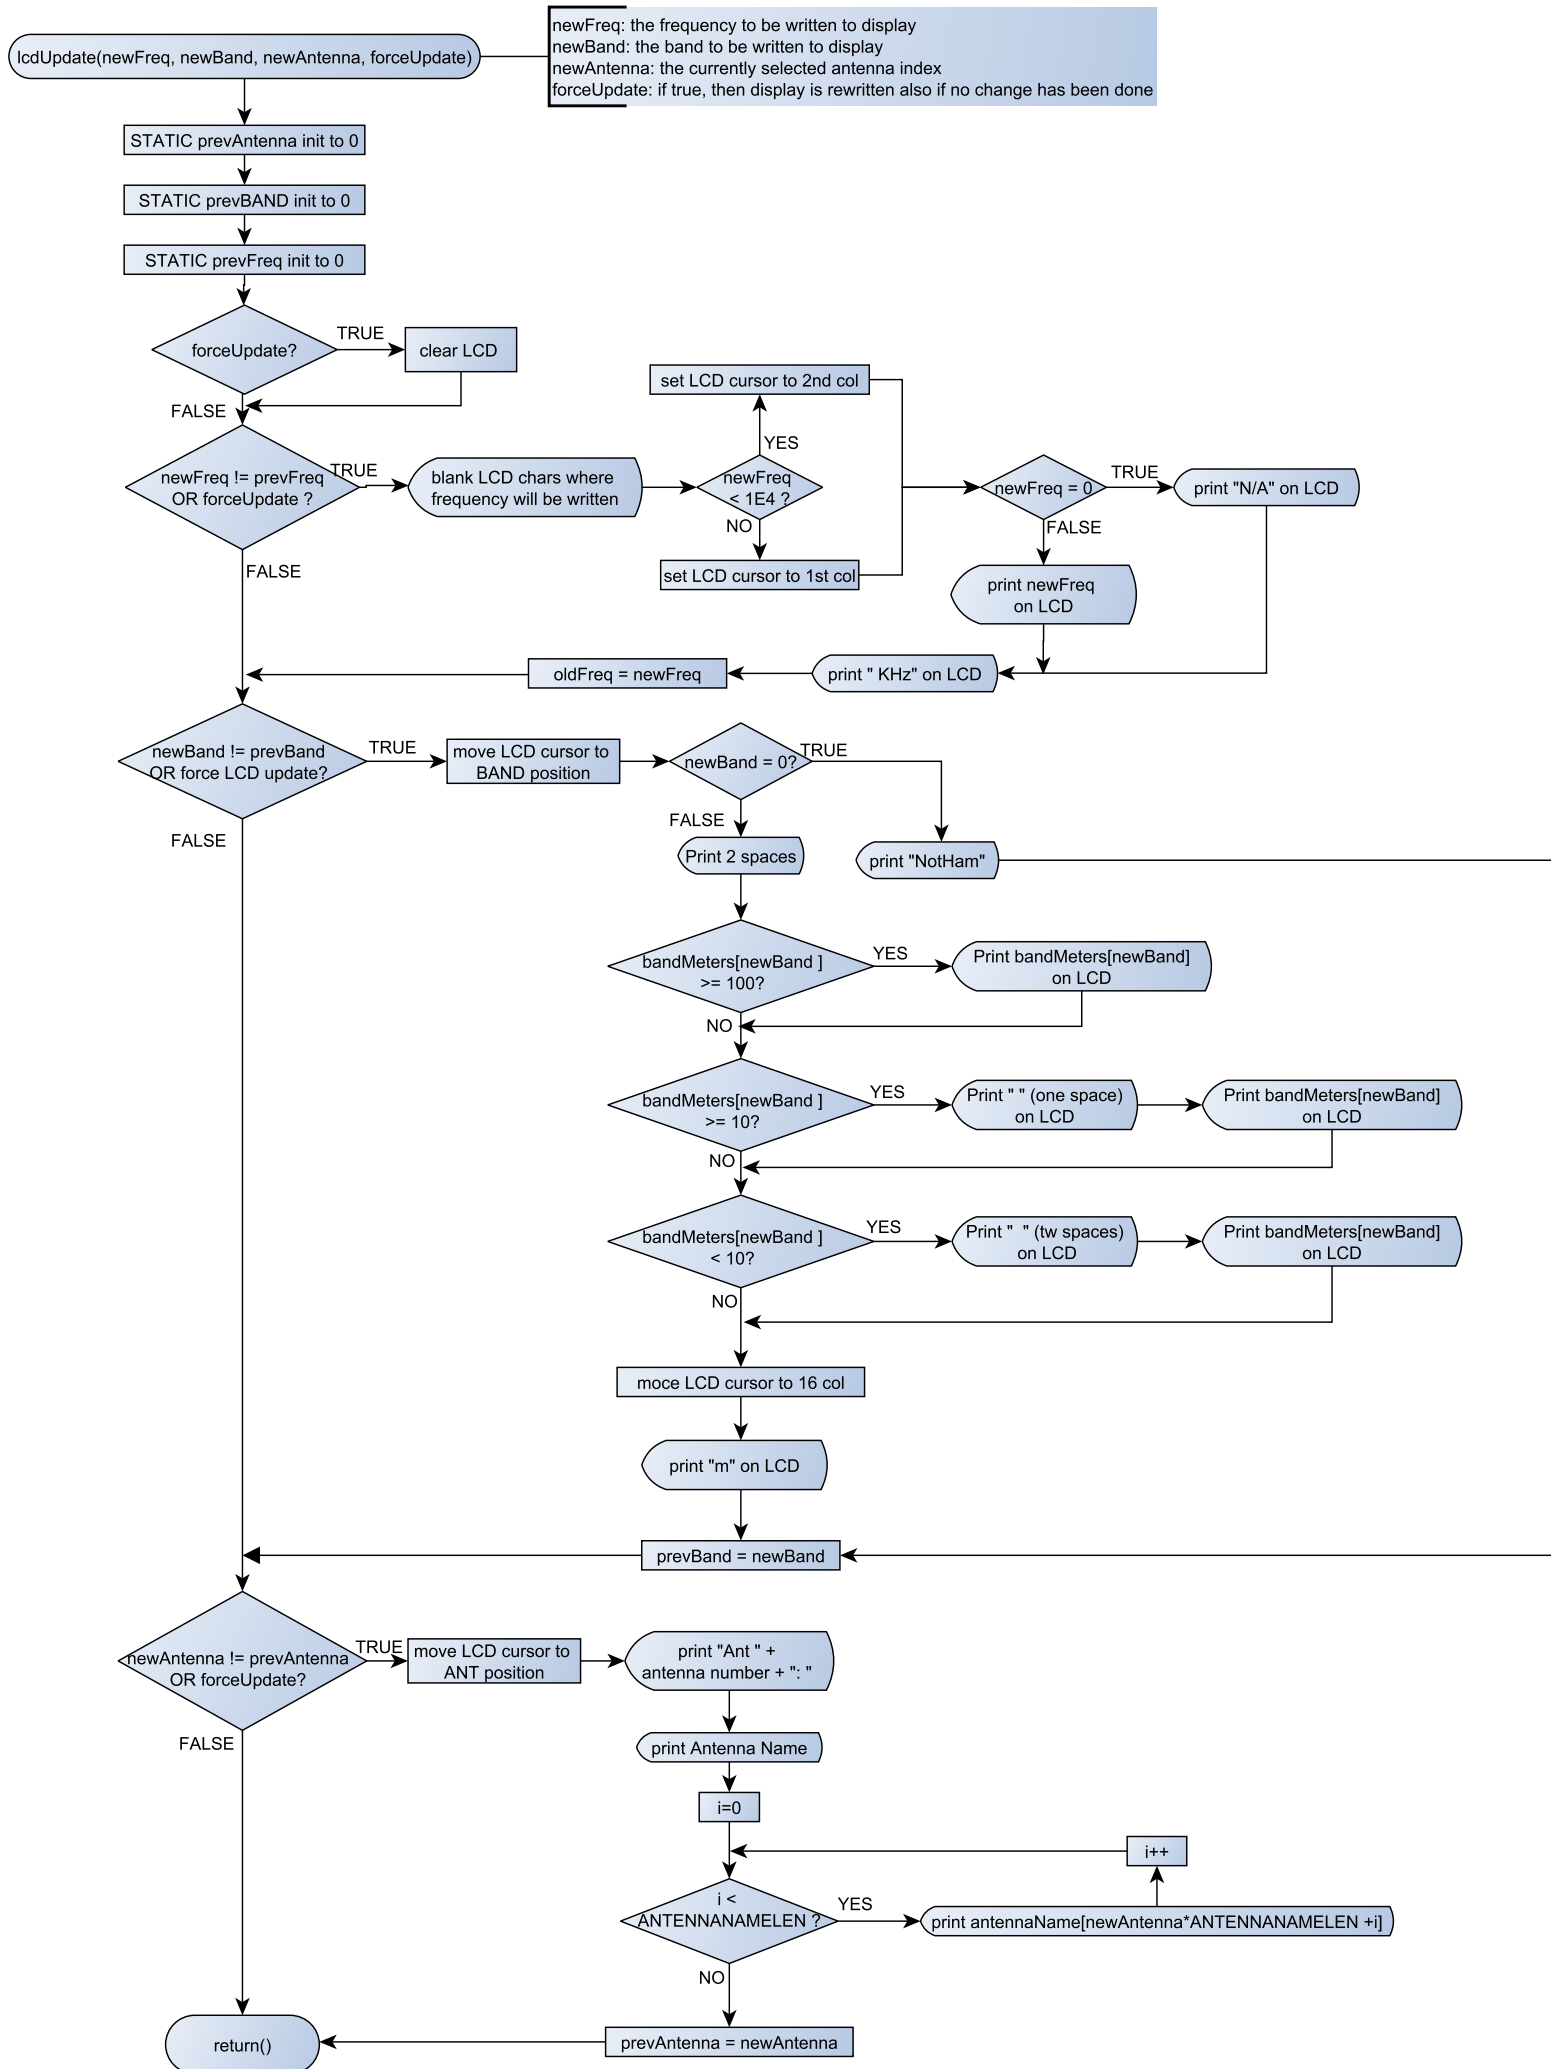 lcdUpdate(newFreq, newBand, newAntenna, forceUpdate)
newFreq: the frequency to be written to display
newBand: the band to be written to display
newAntenna: the currently selected antenna index
forceUpdate: if true, then display is rewritten also if no change has been done
STATIC prevAntenna init to 0
STATIC prevBAND init to 0
STATIC prevFreq init to 0
forceUpdate?
TRUE
clear LCD
FALSE
newFreq != prevFreq
OR forceUpdate ?
TRUE
blank LCD chars where
frequency will be written
newFreq
< 1E4 ?
YES
set LCD cursor to 2nd col
NO
set LCD cursor to 1st col
newFreq = 0
TRUE
print "N/A" on LCD
FALSE
print newFreq
on LCD
print " KHz" on LCD
oldFreq = newFreq
FALSE
newBand != prevBand
OR force LCD update?
TRUE
move LCD cursor to
BAND position
newBand = 0?
TRUE
print "NotHam"
FALSE
Print 2 spaces
bandMeters[newBand ]
>= 100?
YES
Print bandMeters[newBand]
on LCD
NO
bandMeters[newBand ]
>= 10?
YES
Print " " (one space)
on LCD
Print bandMeters[newBand]
on LCD
NO
bandMeters[newBand ]
< 10?
YES
Print "  " (tw spaces)
on LCD
Print bandMeters[newBand]
on LCD
NO
moce LCD cursor to 16 col
print "m" on LCD
prevBand = newBand
FALSE
newAntenna != prevAntenna
OR forceUpdate?
TRUE
move LCD cursor to
ANT position
print "Ant " +
antenna number + ": "
print Antenna Name
i=0
i <
ANTENNANAMELEN ?
YES
print antennaName[newAntenna*ANTENNANAMELEN +i]
i++
NO
prevAntenna = newAntenna
FALSE
return()